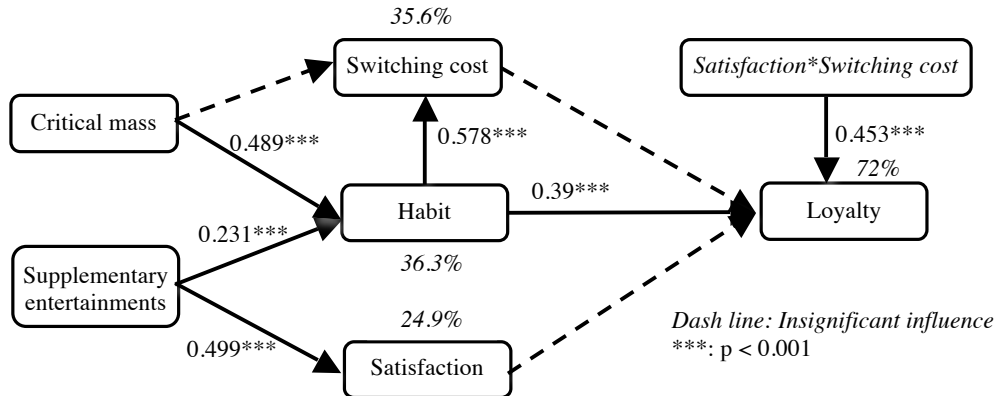 35.6%
Switching cost
Satisfaction*Switching cost
Critical mass
0.489***
0.578***
0.453***
72%
Habit
0.39***
Loyalty
0.231***
36.3%
Supplementary
entertainments
24.9%
0.499***
Satisfaction
Dash line: Insignificant influence
***: p < 0.001